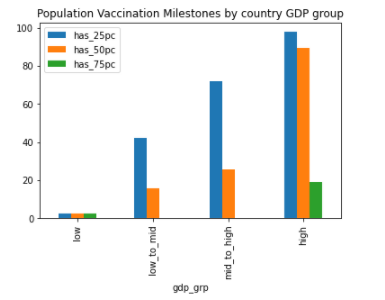 Population Vaccination Milestones by country GDP group
has_25pc
has_50pc
has_75pc
100
80
60
40
20
0
low
low_to_mid
mid_to_high
high
gdp_grp